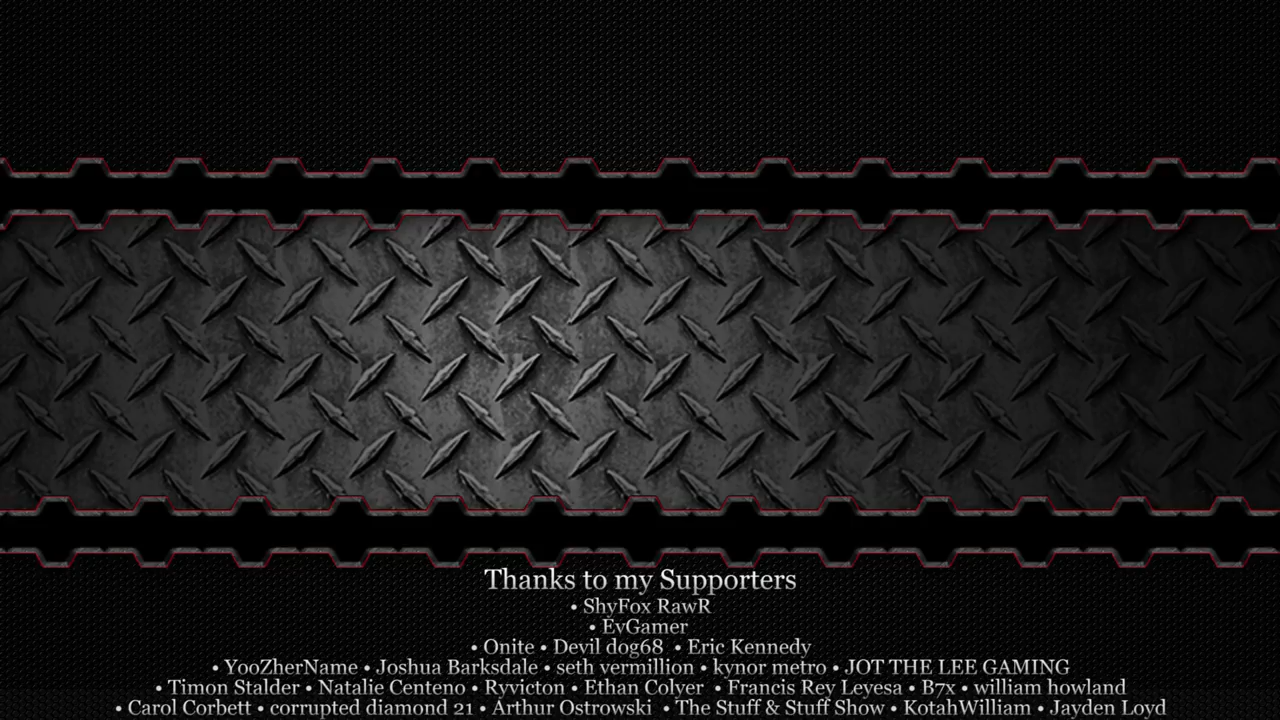 Thanks to my Supporters
• ShyFox RawR
• EvGamer
• Onite • Devil dog68 • Eric Kennedy
• YooZherName • Joshua Barksdale • seth vermillion • kynor metro • JOT THE LEE GAMING
• Timon Stalder • Natalie Centeno • Ryvicton • Ethan Colyer • Francis Rey Leyesa • B7x • william howland
• Carol Corbett • corrupted diamond 21 • Arthur Ostrowski • The Stuff & Stuff Show • KotahWilliam • Jayden Loyd